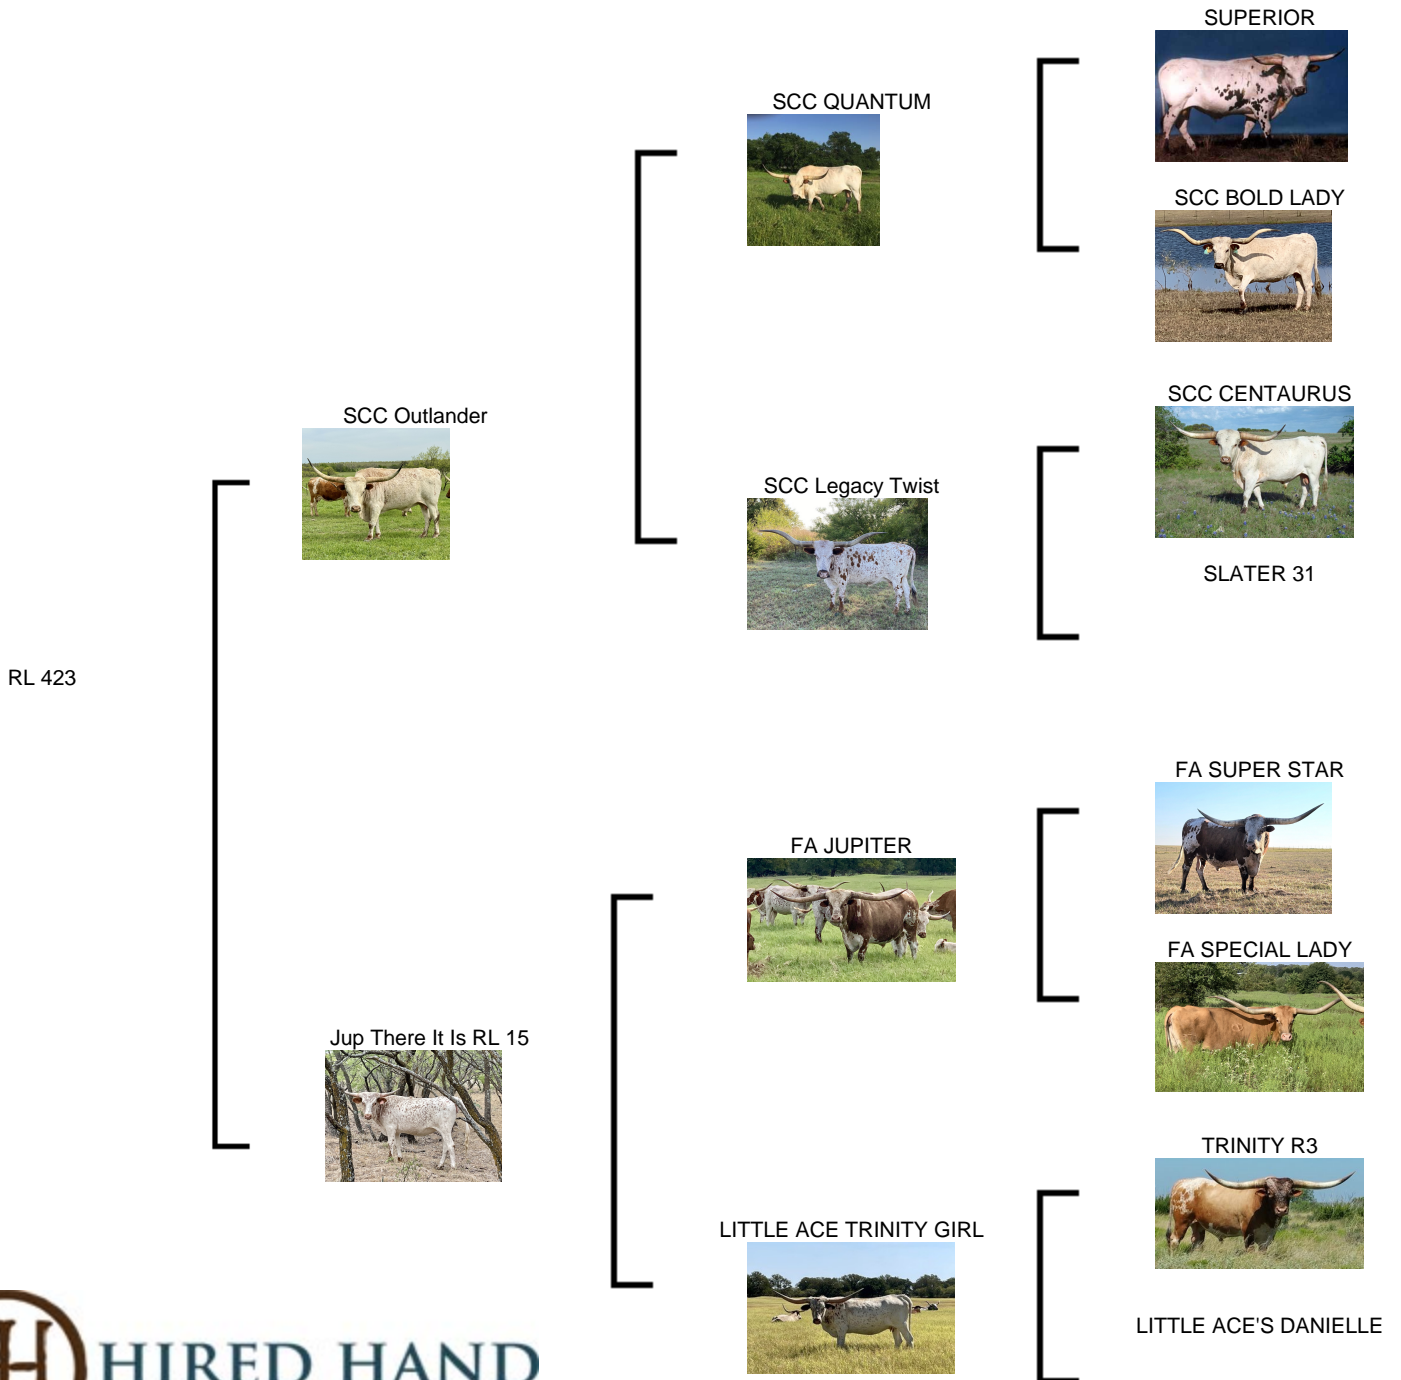 SUPERIOR
SCC QUANTUM
SCC BOLD LADY
SCC CENTAURUS
SCC Outlander
SCC Legacy Twist
SLATER 31
RL 423
FA SUPER STAR
FA JUPITER
FA SPECIAL LADY
Jup There It Is RL 15
TRINITY R3
LITTLE ACE TRINITY GIRL
LITTLE ACE'S DANIELLE
H HIRED HAND